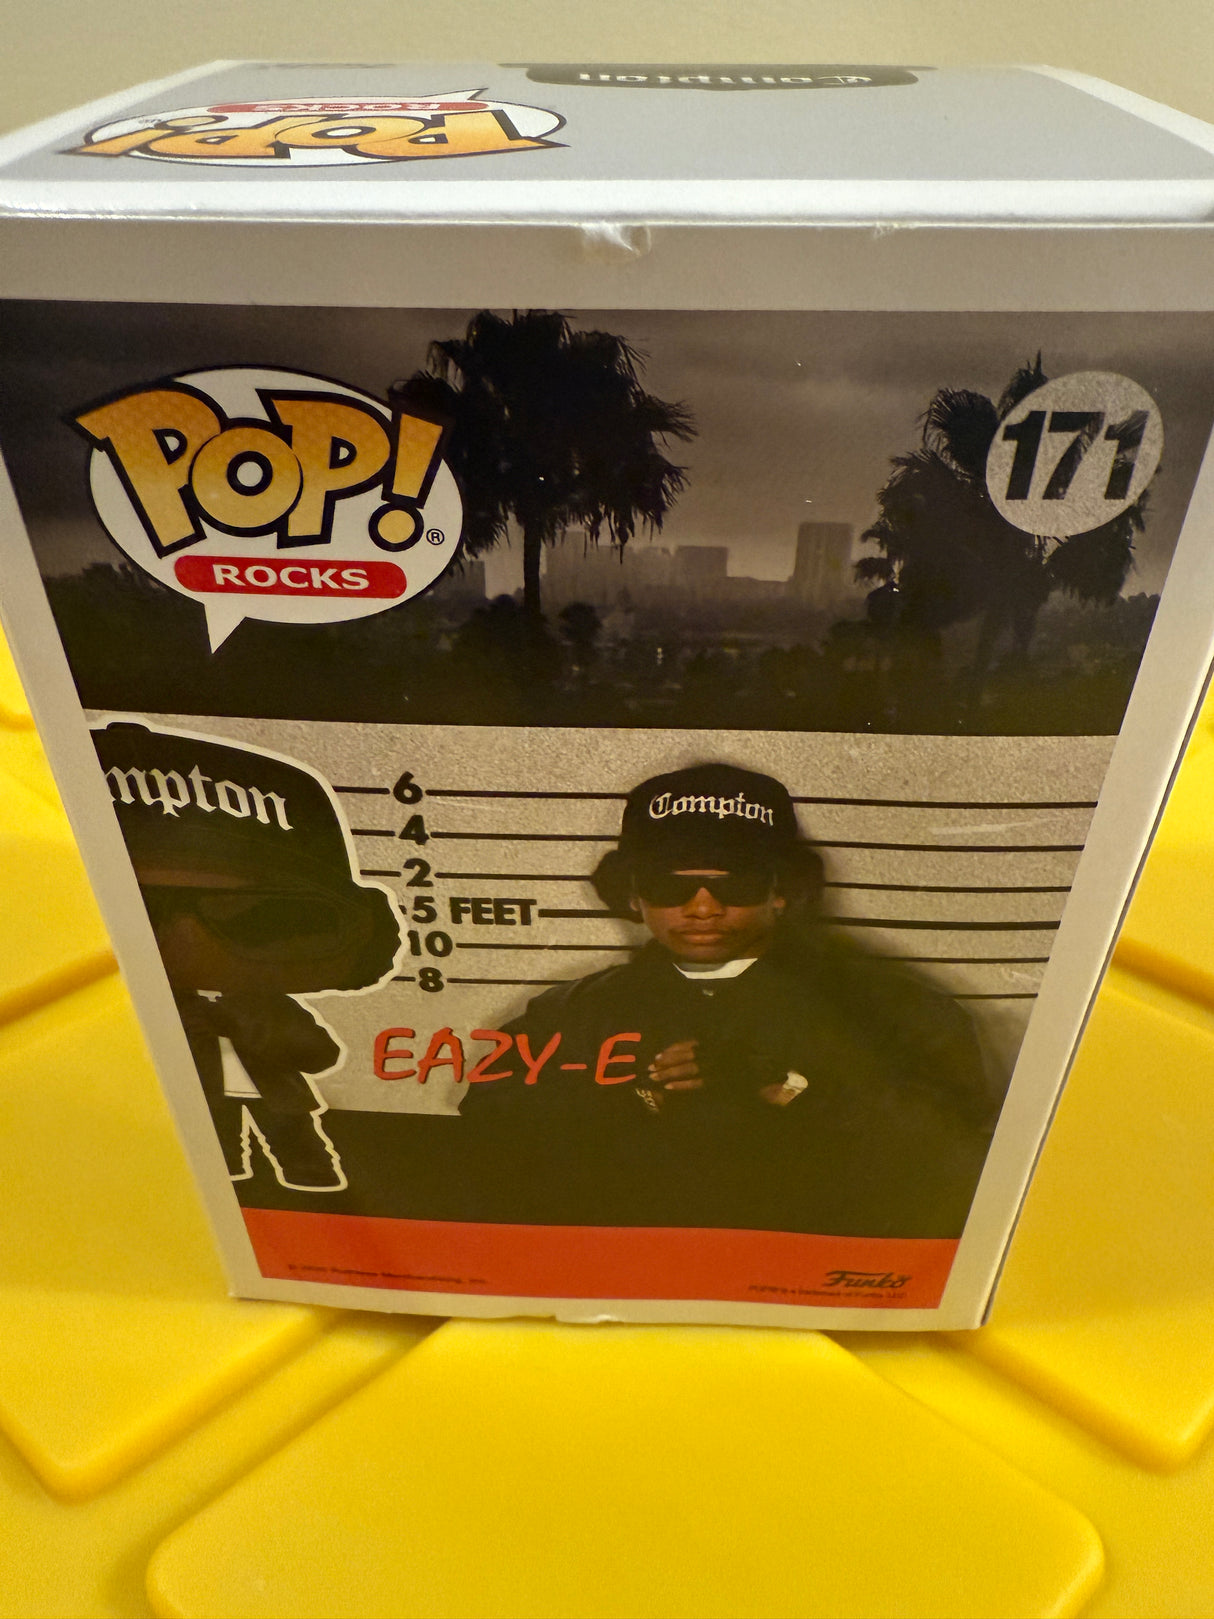 Compton
POP!
ROCKS
POP!®
ROCKS
171
mpton
Compton
6
4
2
5 FEET
10
8
EAZY-E
Funko